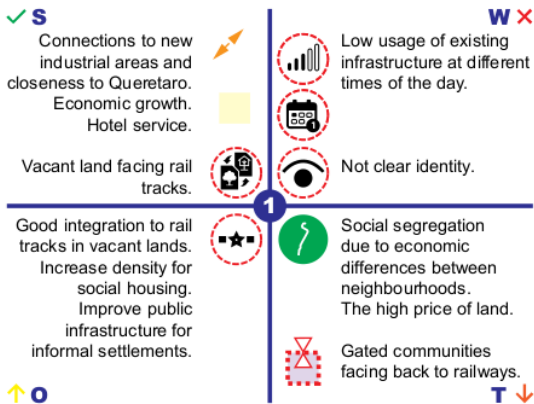 S
Connections to new
industrial areas and
closeness to Queretaro.
Economic growth.
Hotel service.
Vacant land facing rail
tracks.
W
Low usage of existing
infrastructure at different
times of the day.
1
Not clear identity.
1
Good integration to rail
tracks in vacant lands.
Increase density for
social housing.
Improve public
infrastructure for
informal settlements.
O
Social segregation
due to economic
differences between
neighbourhoods.
The high price of land.
Gated communities
facing back to railways.
T